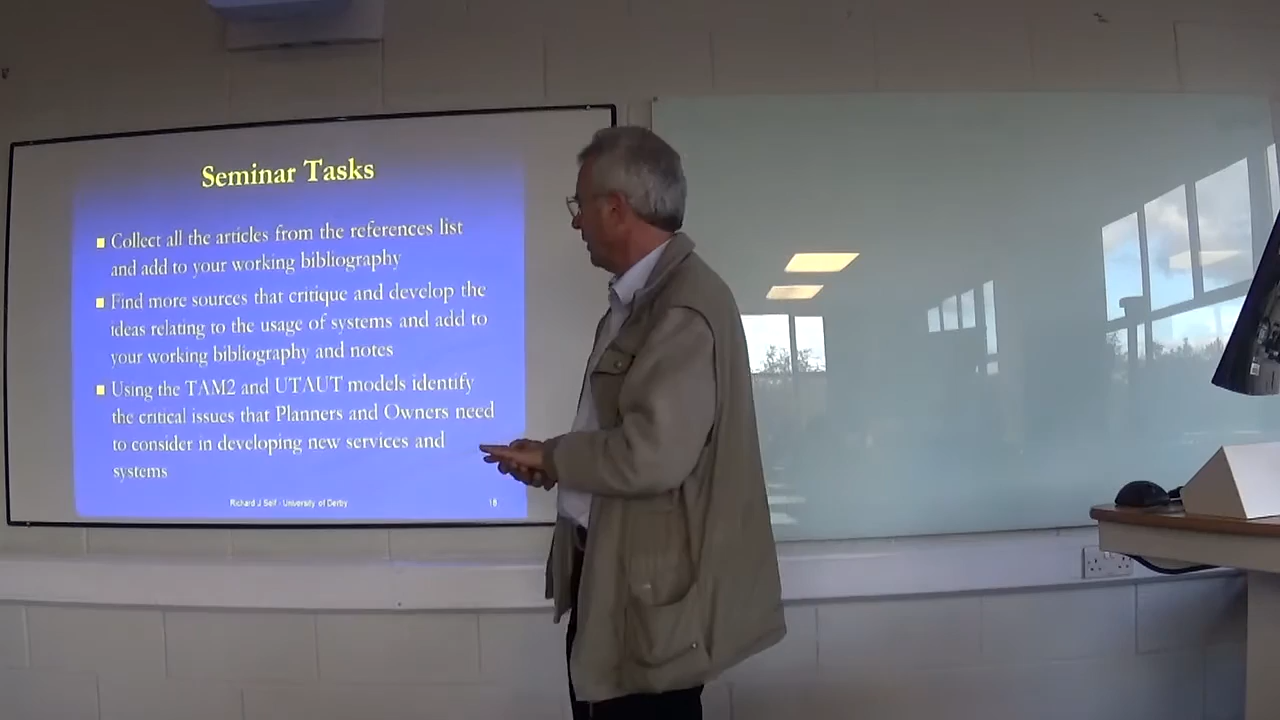 Seminar Tasks
Collect all the articles from the references list
and add to your working bibliography
Find more sources that critique and develop the
ideas relating to the usage of systems and add to
your working bibliography and notes
Using the TAM2 and UTAUT models identify
the critical issues that Planners and Owners need
to consider in developing new services and
systems
Richard J Self - University of Derby
16